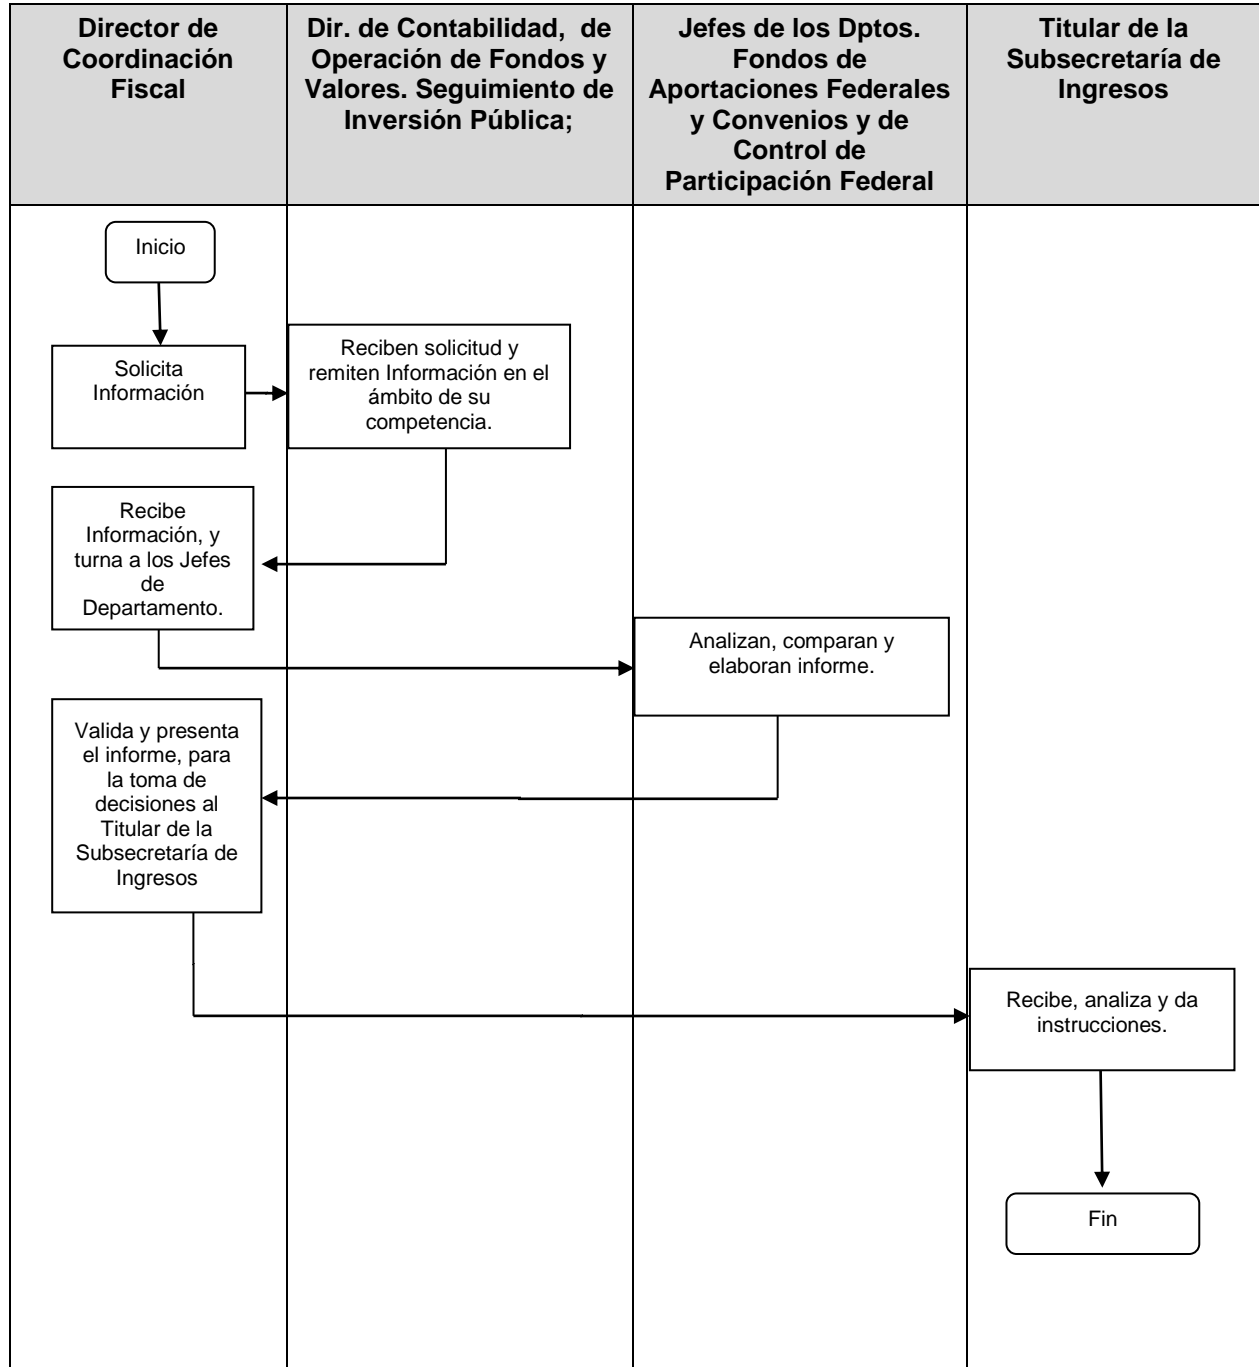 Director de
Coordinación
Fiscal
Dir. de Contabilidad, de
Operación de Fondos y
Valores. Seguimiento de
Inversión Pública;
Jefes de los Dptos.
Fondos de
Aportaciones Federales
y Convenios y de
Control de
Participación Federal
Titular de la
Subsecretaría de
Ingresos
Inicio
Solicita
Información
Reciben solicitud y
remiten Información en el
ámbito de su
competencia.
Recibe
Información, y
turna a los Jefes
de
Departamento.
Analizan, comparan y
elaboran informe.
Valida y presenta
el informe, para
la toma de
decisiones al
Titular de la
Subsecretaría de
Ingresos
Recibe, analiza y da
instrucciones.
Fin